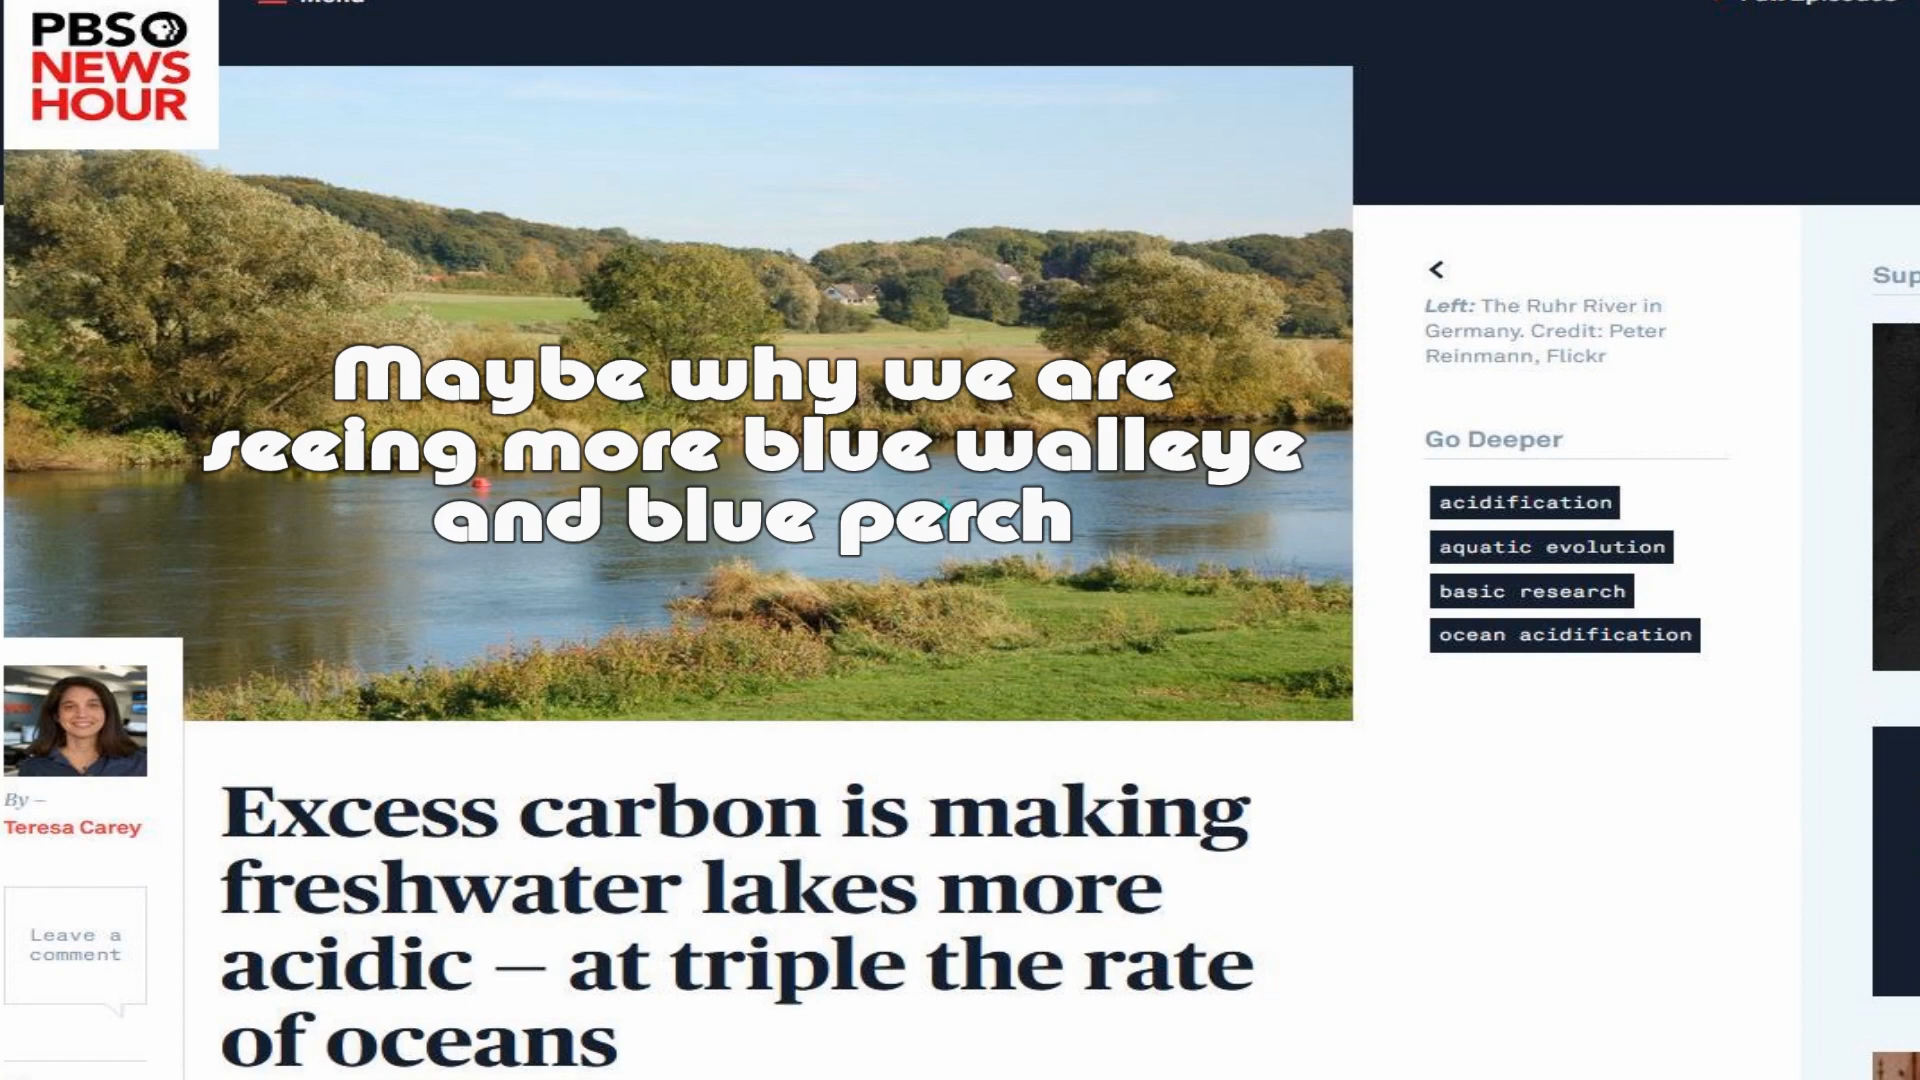 PBS
NEWS
HOUR
Maybe why we are
seeing more blue walleye
and blue perch
Left: The Ruhr River in
Germany. Credit: Peter
Reinmann, Flickr
Go Deeper
acidification
aquatic evolution
basic research
ocean acidification
By –
Teresa Carey
Leave a
comment
Excess carbon is making
freshwater lakes more
acidic – at triple the rate
of oceans
Sup